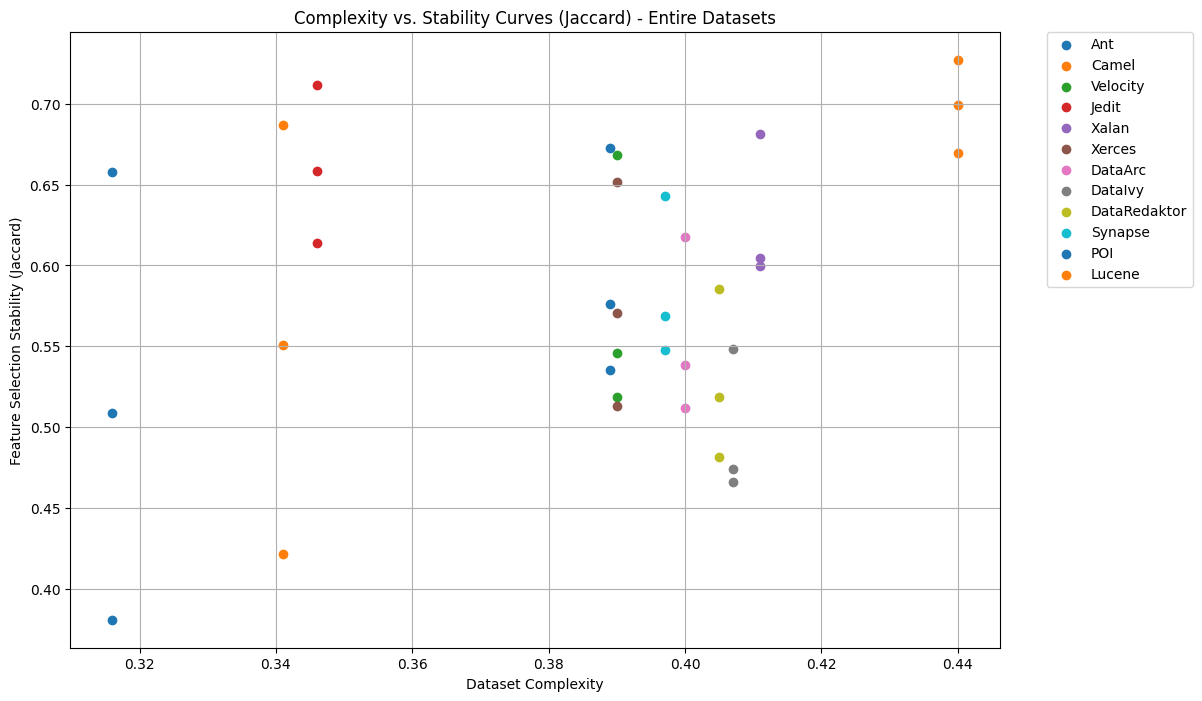 Complexity vs. Stability Curves (Jaccard) - Entire Datasets
Feature Selection Stability (Jaccard)
0.70
0.65
0.60
0.55
0.50
0.45
0.40
0.32
0.34
0.36
0.38
0.40
0.42
0.44
Dataset Complexity
Ant
Camel
Velocity
Jedit
Xalan
Xerces
DataArc
DataIvy
DataRedaktor
Synapse
POI
Lucene